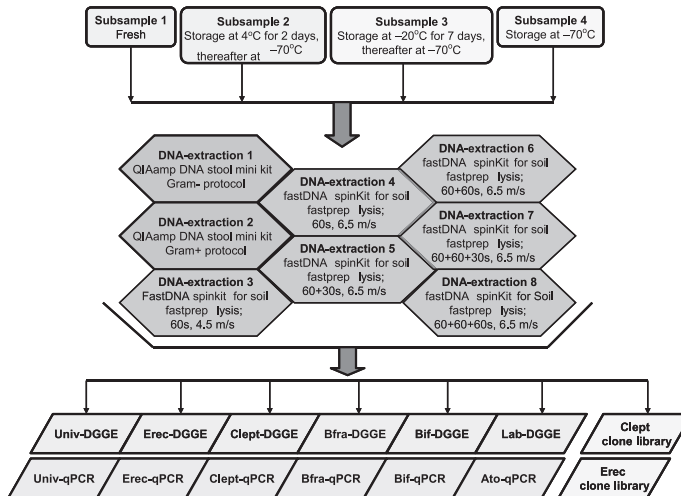 Subsample 1
Fresh
Subsample 2
Storage at 4°C for 2 days,
thereafter at –70°C
Subsample 3
Storage at –20°C for 7 days,
thereafter at –70°C
Subsample 4
Storage at –70°C
DNA-extraction 1
QIAamp DNA stool mini kit
Gram– protocol
DNA-extraction 2
QIAamp DNA stool mini kit
Gram+ protocol
DNA-extraction 3
FastDNA spinkit for soil
fastprep lysis;
60s, 4.5 m/s
DNA-extraction 4
fastDNA spinKit for soil
fastprep lysis;
60s, 6.5 m/s
DNA-extraction 5
fastDNA spinKit for soil
fastprep lysis;
60+30s, 6.5 m/s
DNA-extraction 6
fastDNA spinKit for soil
fastprep lysis;
60+60s, 6.5 m/s
DNA-extraction 7
fastDNA spinKit for soil
fastprep lysis;
60+60+30s, 6.5 m/s
DNA-extraction 8
fastDNA spinKit for Soil
fastprep lysis;
60+60+60s, 6.5 m/s
Univ-DGGE
Erec-DGGE
Clept-DGGE
Bfra-DGGE
Bif-DGGE
Lab-DGGE
Clept
clone library
Univ-qPCR
Erec-qPCR
Clept-qPCR
Bfra-qPCR
Bif-qPCR
Ato-qPCR
Erec
clone library